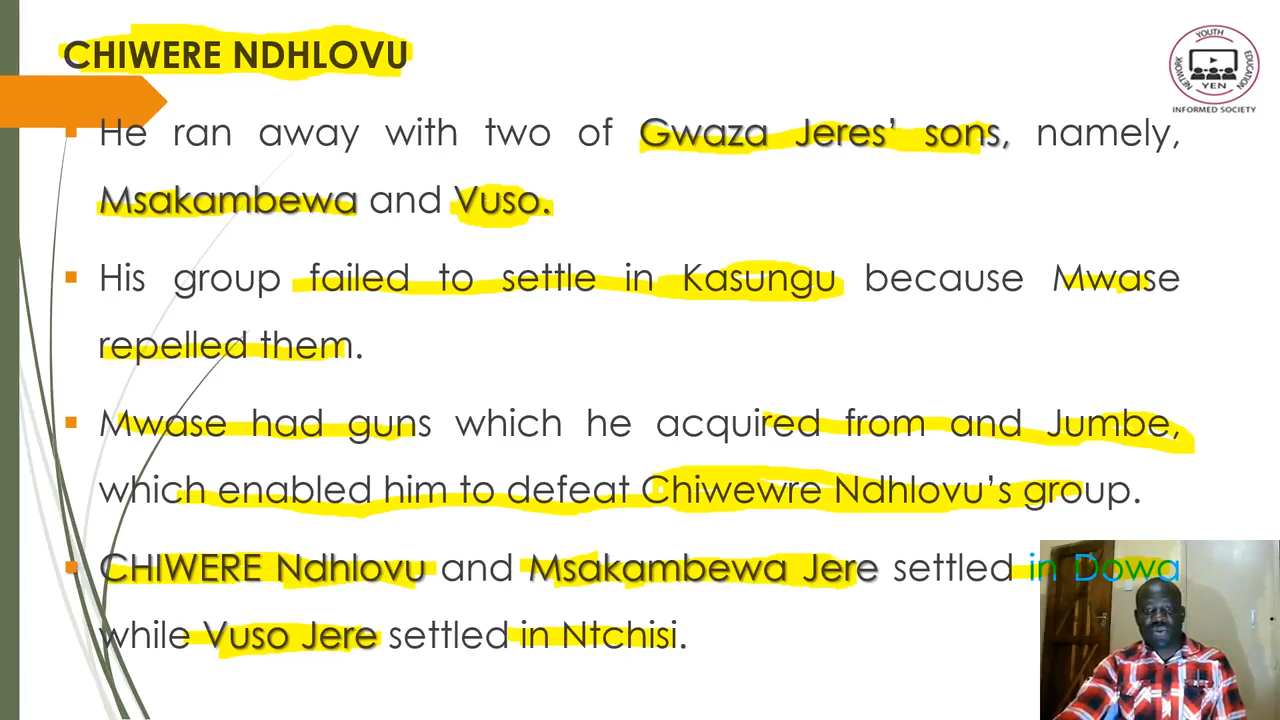 CHIWERE NDHLOVU
YOUTH
EDUCATION
NETWORK
YEN
INFORMED SOCIETY
▪ He ran away with two of Gwaza Jeres’ sons, namely,
Msakambewa and Vuso.
▪ His group failed to settle in Kasungu because Mwase
repelled them.
▪ Mwase had guns which he acquired from and Jumbe,
which enabled him to defeat Chiwewre Ndhlovu’s group.
▪ CHIWERE Ndhlovu and Msakambewa Jere settled in Dowa
while Vuso Jere settled in Ntchisi.